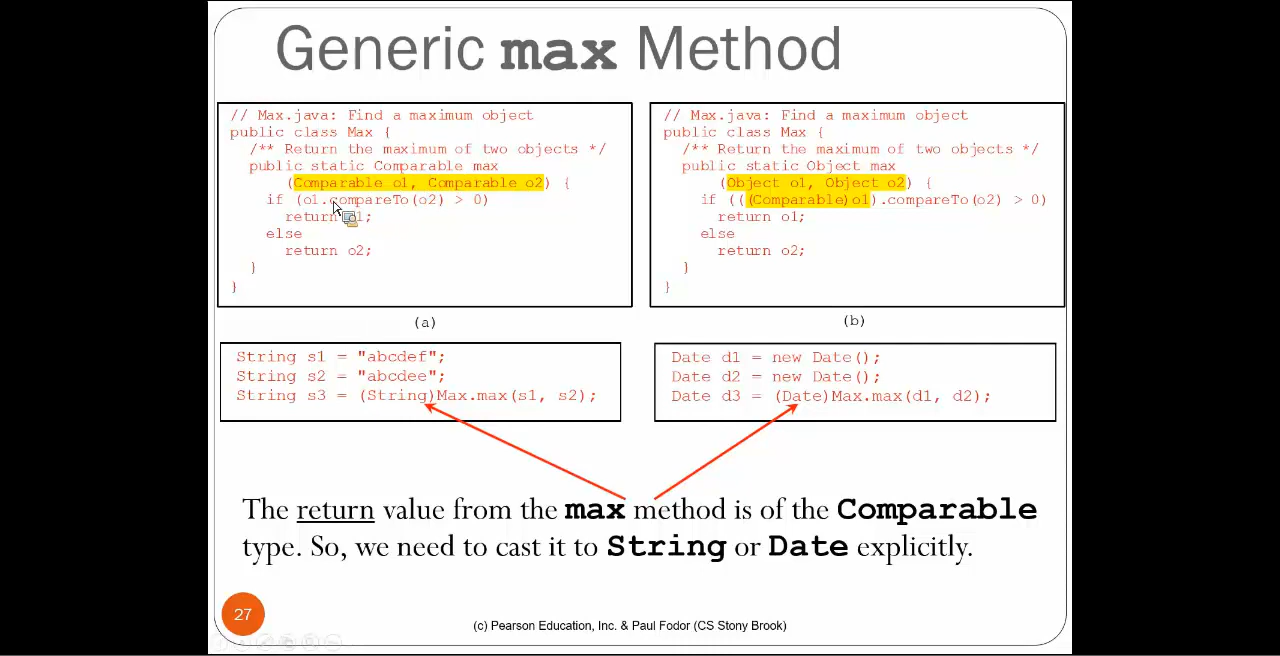 Generic max Method
// Max.java: Find a maximum object
public class Max {
/** Return the maximum of two objects */
public static Comparable max
(Comparable o1, Comparable o2) {
if (o1.compareTo(o2) > 0)
return o1;
else
return o2;
}
}
(a)
// Max.java: Find a maximum object
public class Max {
/** Return the maximum of two objects */
public static Object max
(Object o1, Object o2) {
if (((Comparable)o1).compareTo(o2) > 0)
return o1;
else
return o2;
}
}
(b)
String s1 = "abcdef";
String s2 = "abcdee";
String s3 = (String)Max.max(s1, s2);
Date d1 = new Date();
Date d2 = new Date();
Date d3 = (Date)Max.max(d1, d2);
The return value from the max method is of the Comparable
type. So, we need to cast it to String or Date explicitly.
27
(c) Pearson Education, Inc. & Paul Fodor (CS Stony Brook)